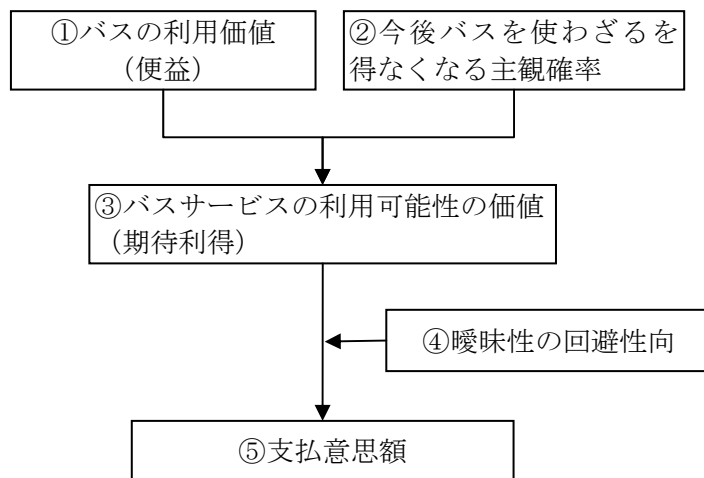 ①バスの利用価値
（便益）
②今後バスを使わざるを
得なくなる主観確率
③バスサービスの利用可能性の価値
（期待利得）
④曖昧性の回避性向
⑤支払意思額